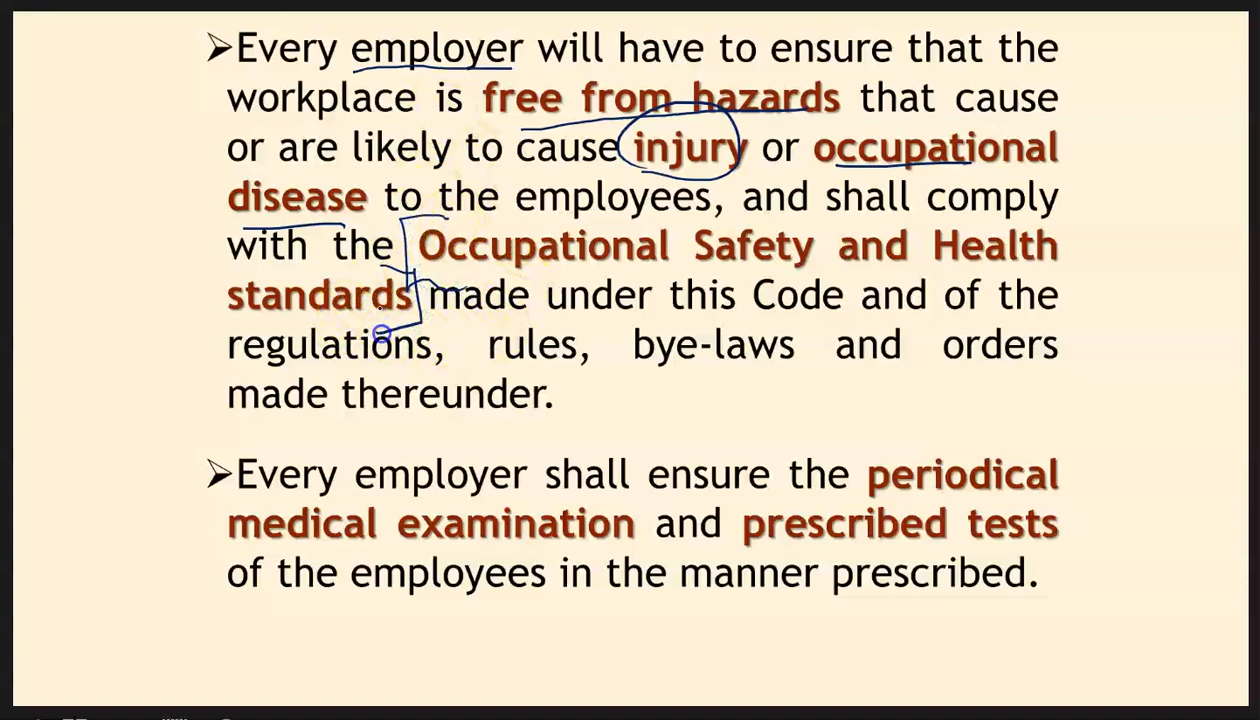 ➢Every employer will have to ensure that the
workplace is free from hazards that cause
or are likely to cause injury or occupational
disease to the employees, and shall comply
with the Occupational Safety and Health
standards made under this Code and of the
regulations, rules, bye-laws and orders
made thereunder.
➢Every employer shall ensure the periodical
medical examination and prescribed tests
of the employees in the manner prescribed.